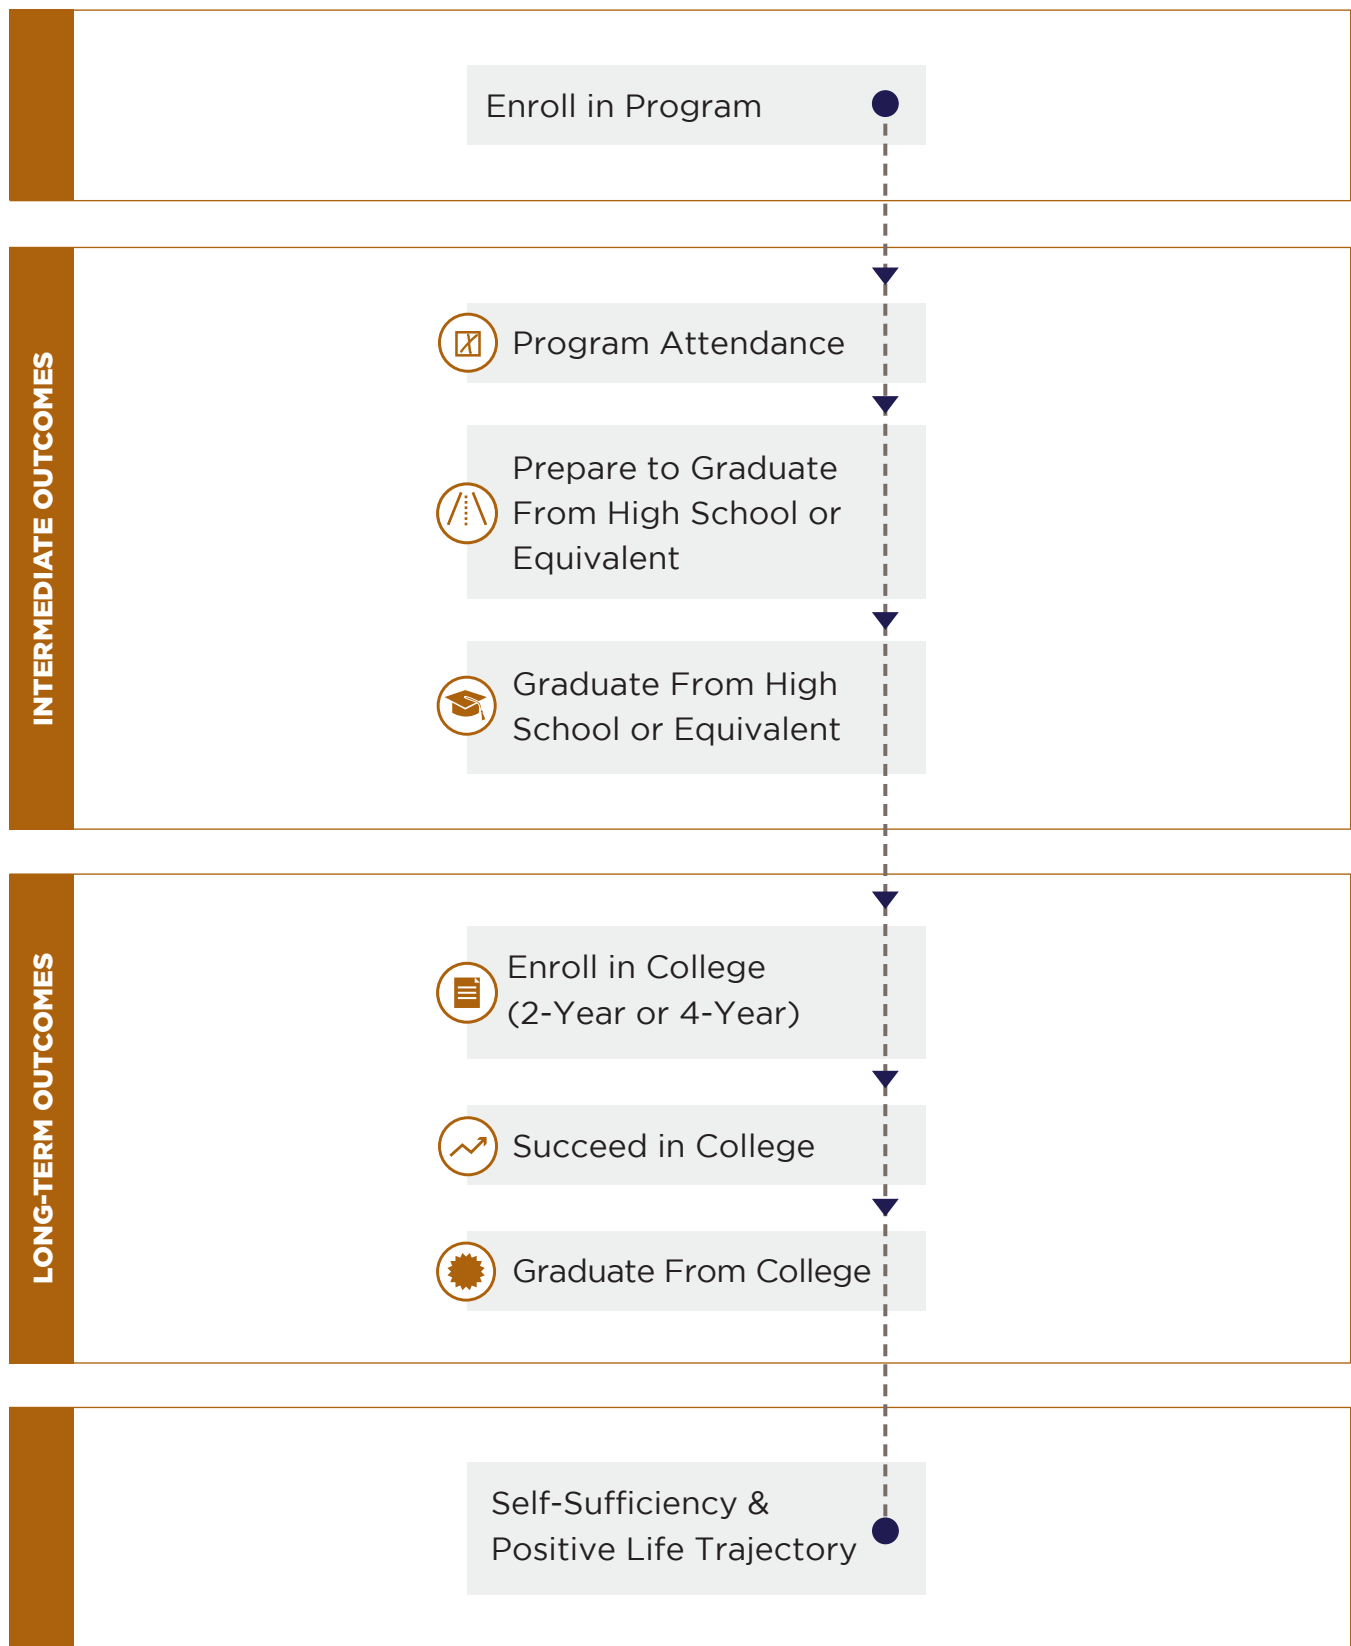 Enroll in Program
INTERMEDIATE OUTCOMES
Program Attendance
Prepare to Graduate
From High School or
Equivalent
Graduate From High
School or Equivalent
LONG-TERM OUTCOMES
Enroll in College
(2-Year or 4-Year)
Succeed in College
Graduate From College
Self-Sufficiency &
Positive Life Trajectory